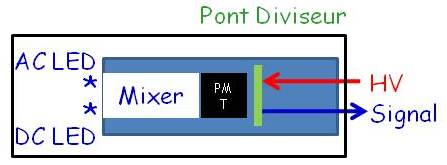 Pont Diviseur
AC LED
*
Mixer
PM
T
HV
*
Signal
DC LED